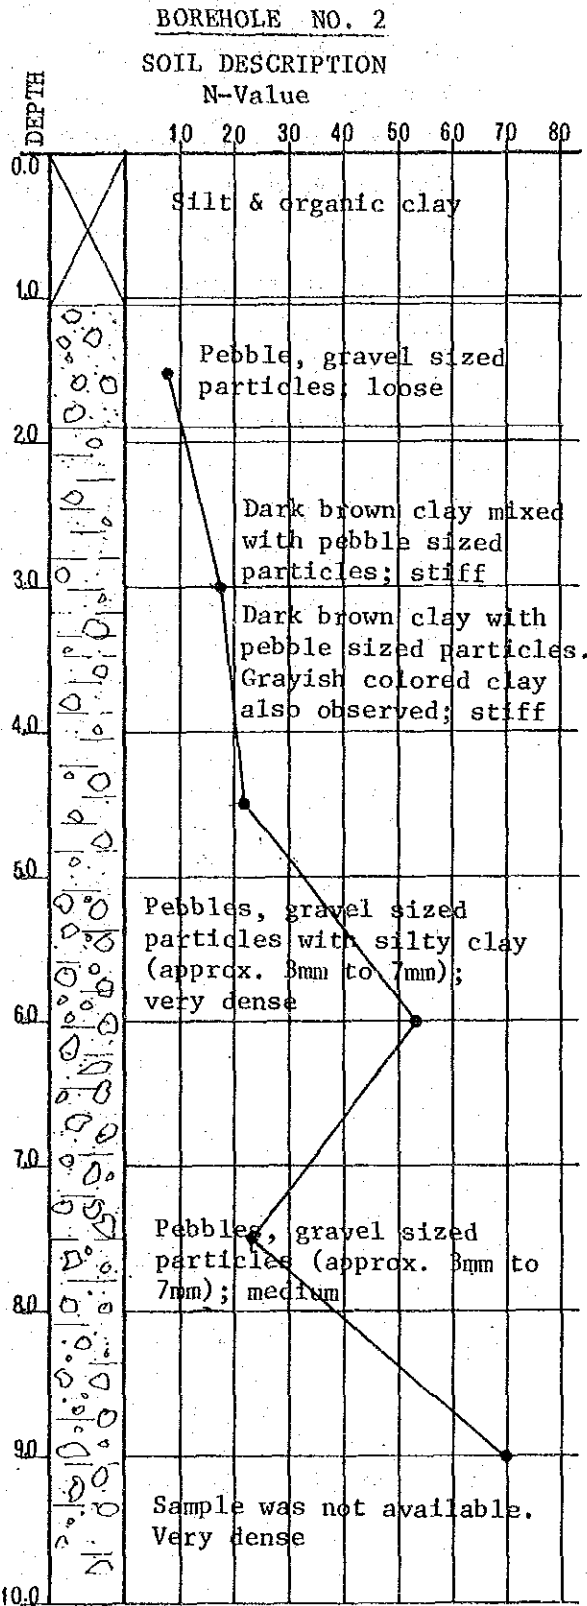 BOREHOLE NO. 2
SOIL DESCRIPTION
N-Value
DEPTH
10 20 30 40 50 60 70 80
0.0
Silt & organic clay
1.0
Pebble, gravel sized
particles; loose
2.0
Dark brown clay mixed
with pebble sized
particles; stiff
3.0
Dark brown clay with
pebble sized particles.
Grayish colored clay
also observed; stiff
4.0
5.0
Pebbles, gravel sized
particles with silty clay
(approx. 3mm to 7mm);
very dense
6.0
7.0
Pebbles, gravel sized
particles (approx. 3mm to
7mm); medium
8.0
9.0
Sample was not available.
Very dense
10.0